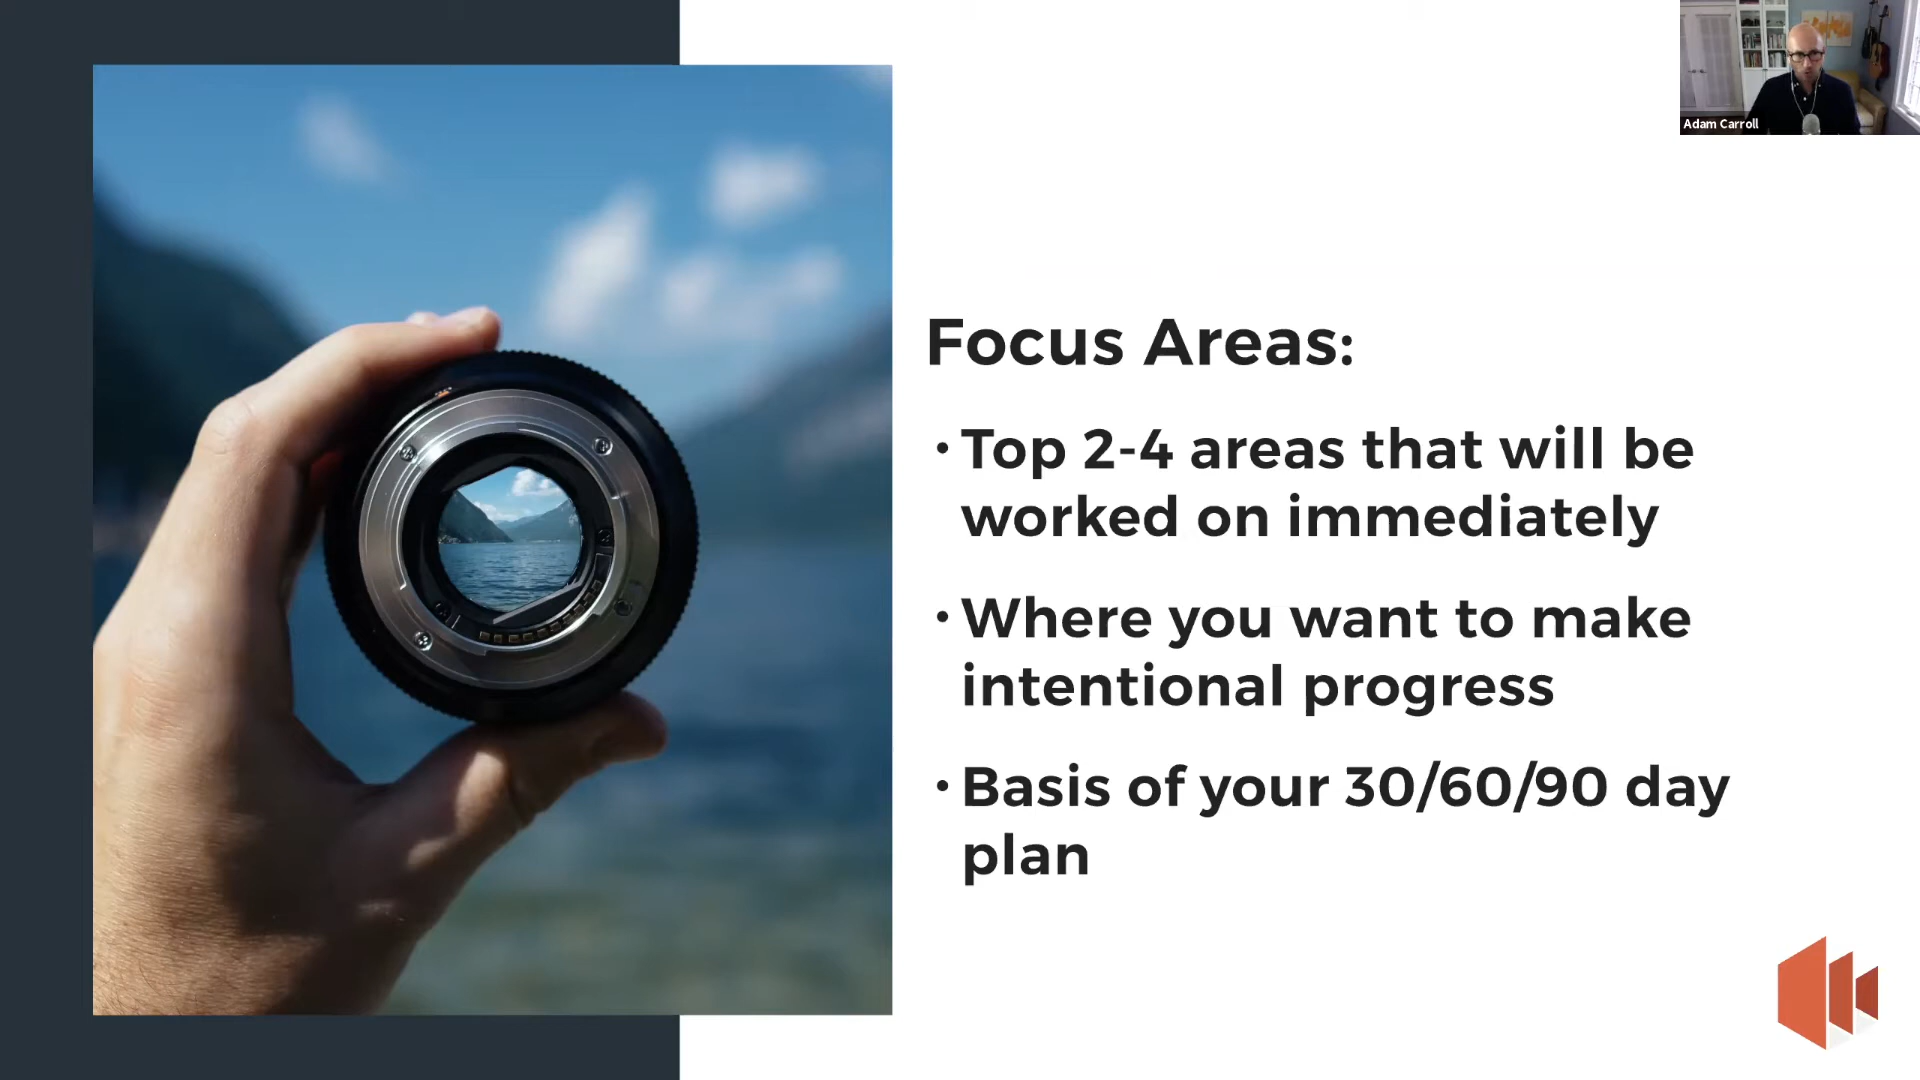 Adam Carroll
Focus Areas:
• Top 2-4 areas that will be
worked on immediately
• Where you want to make
intentional progress
• Basis of your 30/60/90 day
plan